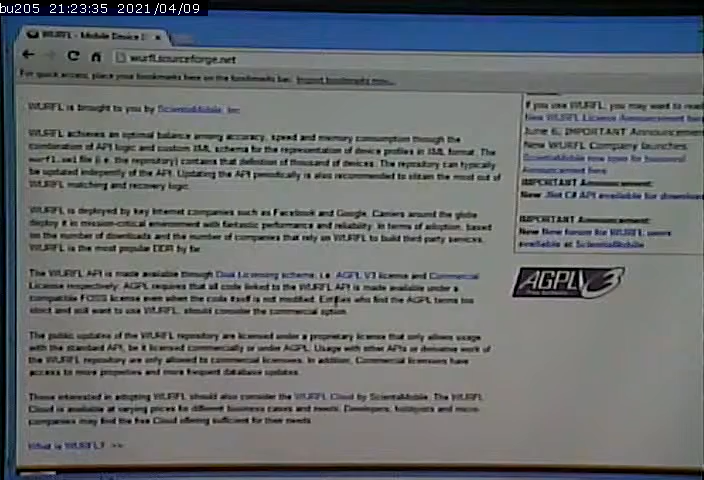 bu205 21:23:35 2021/04/09
WURFL - Mobile Device D
wurfl.sourceforge.net
For quick access, place your bookmarks here on the bookmarks bar. Import bookmarks now...
WURFL is brought to you by ScientiaMobile, Inc
WURFL achieves an optimal balance among accuracy, speed and memory consumption through the
combination of API logic and custom XML schema for the representation of device profiles in XML format. The
wurfl.xml file (i.e. the repository) contains that definition of thousand of devices. The repository can typically
be updated independently of the API. Updating the API periodically is also recommended to obtain the most out of
WURFL matching and recovery logic.
WURFL is deployed by key Internet companies such as Facebook and Google. Carriers around the globe
deploy it in mission-critical environment with fantastic performance and reliability. In terms of adoption, based
on the number of downloads and the number of companies that rely on WURFL to build third party services,
WURFL is the most popular DDR by far.
The WURFL API is made available through Dual Licensing scheme, i.e. AGPL V3 license and Commercial
License respectively. AGPL requires that all code linked to the WURFL API is made available under a
compatible FOSS license even when the code itself is not modified. Entities who find the AGPL terms too
strict and still want to use WURFL, should consider the commercial option.
The public updates of the WURFL repository are licensed under a proprietary license that only allows usage
with the standard API, be it licensed commercially or under AGPL. Usage with other APIs or derivative work of
the WURFL repository are only allowed to commercial licensees. In addition, Commercial licensees have
access to more properties and more frequent database updates.
Those interested in adopting WURFL should also consider the WURFL Cloud by ScientiaMobile. The WURFL
Cloud is available at varying prices for different business cases and needs. Developers, hobbyists and micro-
companies may find the free Cloud offering sufficient for their needs.
What is WURFL? >>
If you use WURFL, you may want to read
New WURFL License Announcement here
June 6, IMPORTANT Announcement
New WURFL Company launches:
ScientiaMobile now open for business!
Announcement here
IMPORTANT Announcement:
New .Net C# API available for download
IMPORTANT Announcement:
New New forum for WURFL users
available at ScientiaMobile
AGPLv3